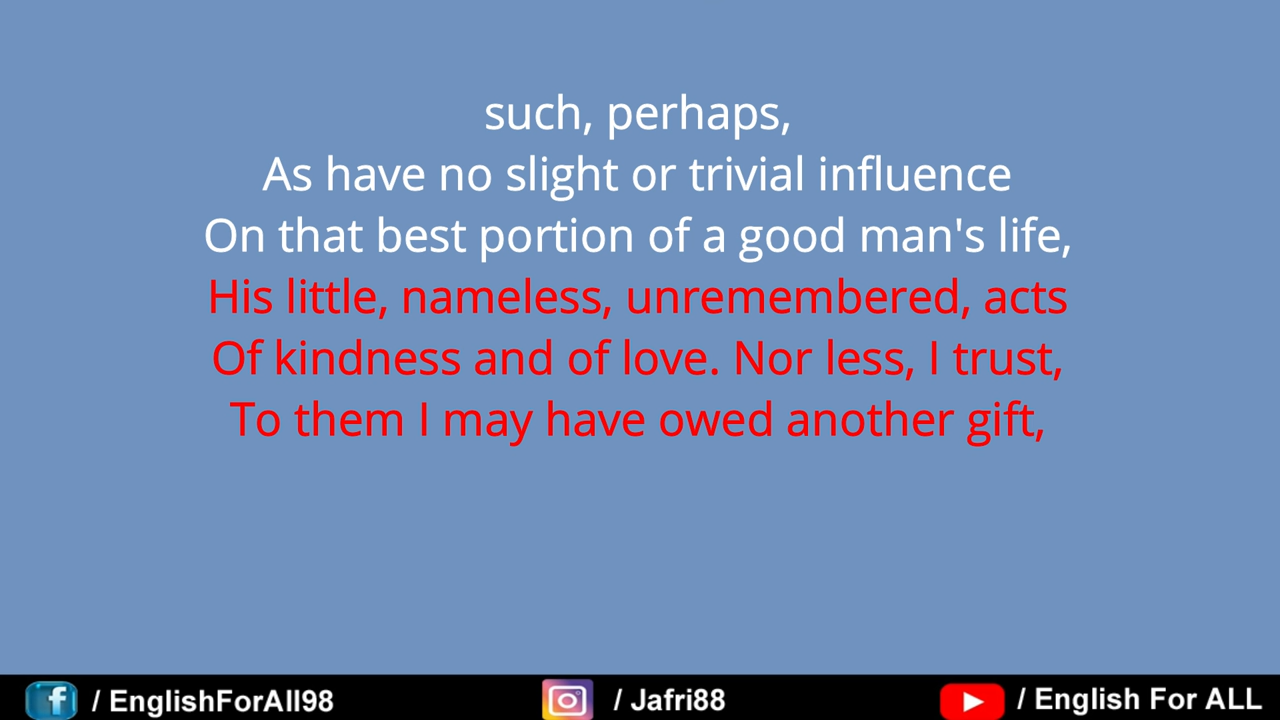 such, perhaps,
As have no slight or trivial influence
On that best portion of a good man's life,
His little, nameless, unremembered, acts
Of kindness and of love. Nor less, I trust,
To them I may have owed another gift,
/ EnglishForAll98 / Jafri88 / English For ALL